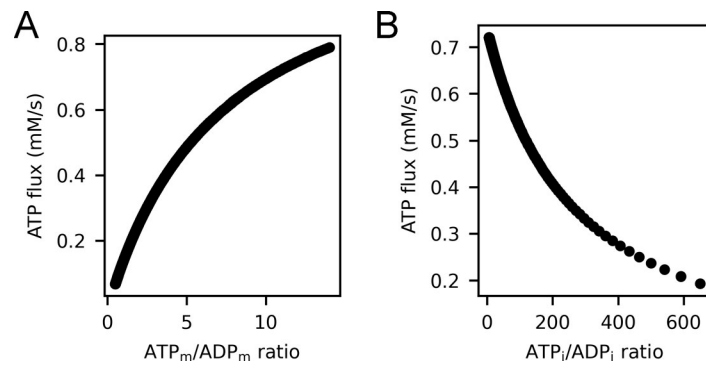 A
ATP flux (mM/s)
0.8
0.6
0.4
0.2
0 5 10
ATPm/ADPm ratio
B
ATP flux (mM/s)
0.7
0.6
0.5
0.4
0.3
0.2
0 200 400 600
ATPi/ADPi ratio